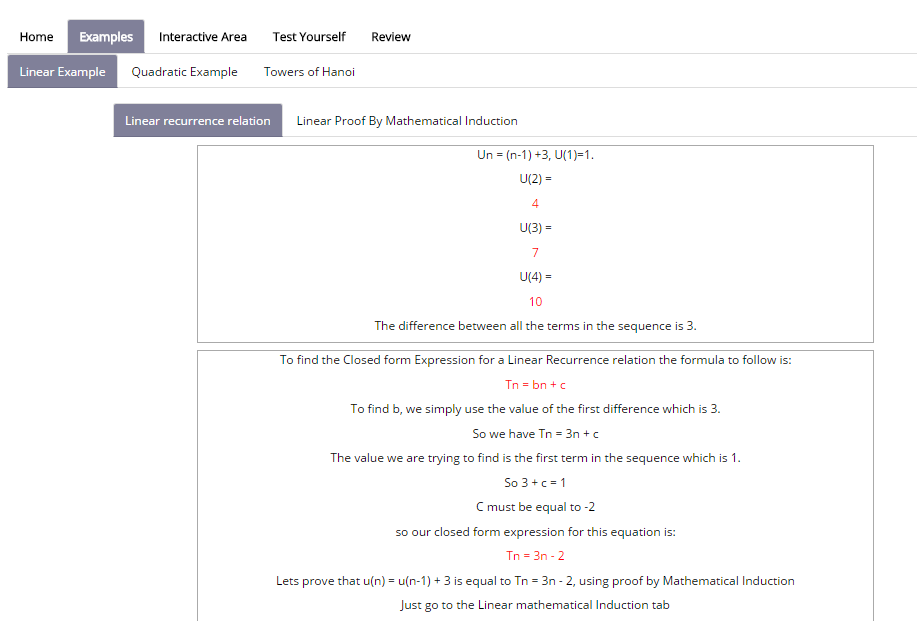 Home Examples Interactive Area Test Yourself Review
Linear Example Quadratic Example Towers of Hanoi
Linear recurrence relation Linear Proof By Mathematical Induction
Un = (n-1) +3, U(1)=1.
U(2) =
4
U(3) =
7
U(4) =
10
The difference between all the terms in the sequence is 3.
To find the Closed form Expression for a Linear Recurrence relation the formula to follow is:
Tn = bn + c
To find b, we simply use the value of the first difference which is 3.
So we have Tn = 3n + c
The value we are trying to find is the first term in the sequence which is 1.
So 3 + c = 1
C must be equal to -2
so our closed form expression for this equation is:
Tn = 3n - 2
Lets prove that u(n) = u(n-1) + 3 is equal to Tn = 3n - 2, using proof by Mathematical Induction
Just go to the Linear mathematical Induction tab